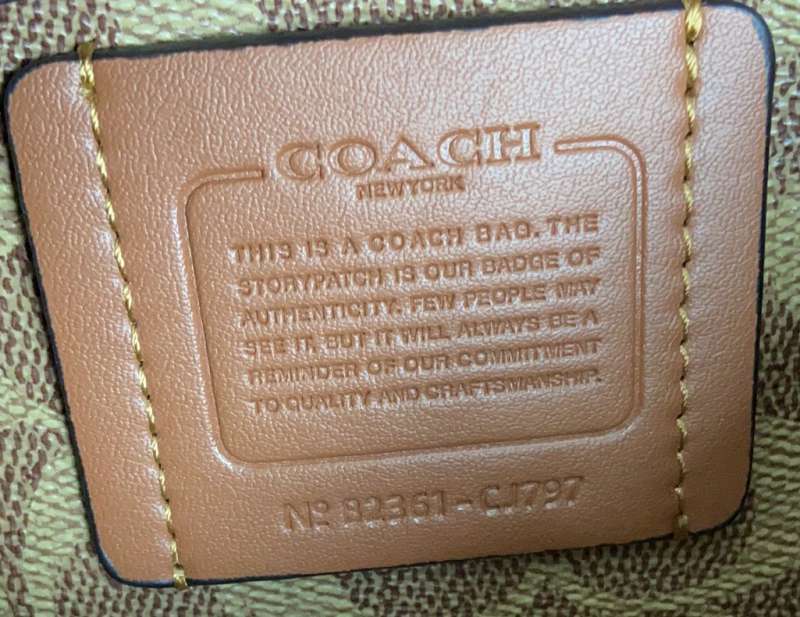 COACH
NEW YORK
THIS IS A COACH BAG. THE
STORYPATCH IS OUR BADGE OF
AUTHENTICITY. FEW PEOPLE MAY
SEE IT, BUT IT WILL ALWAYS BE A
REMINDER OF OUR COMMITMENT
TO QUALITY AND CRAFTSMANSHIP.
Nº 82361-CJ797